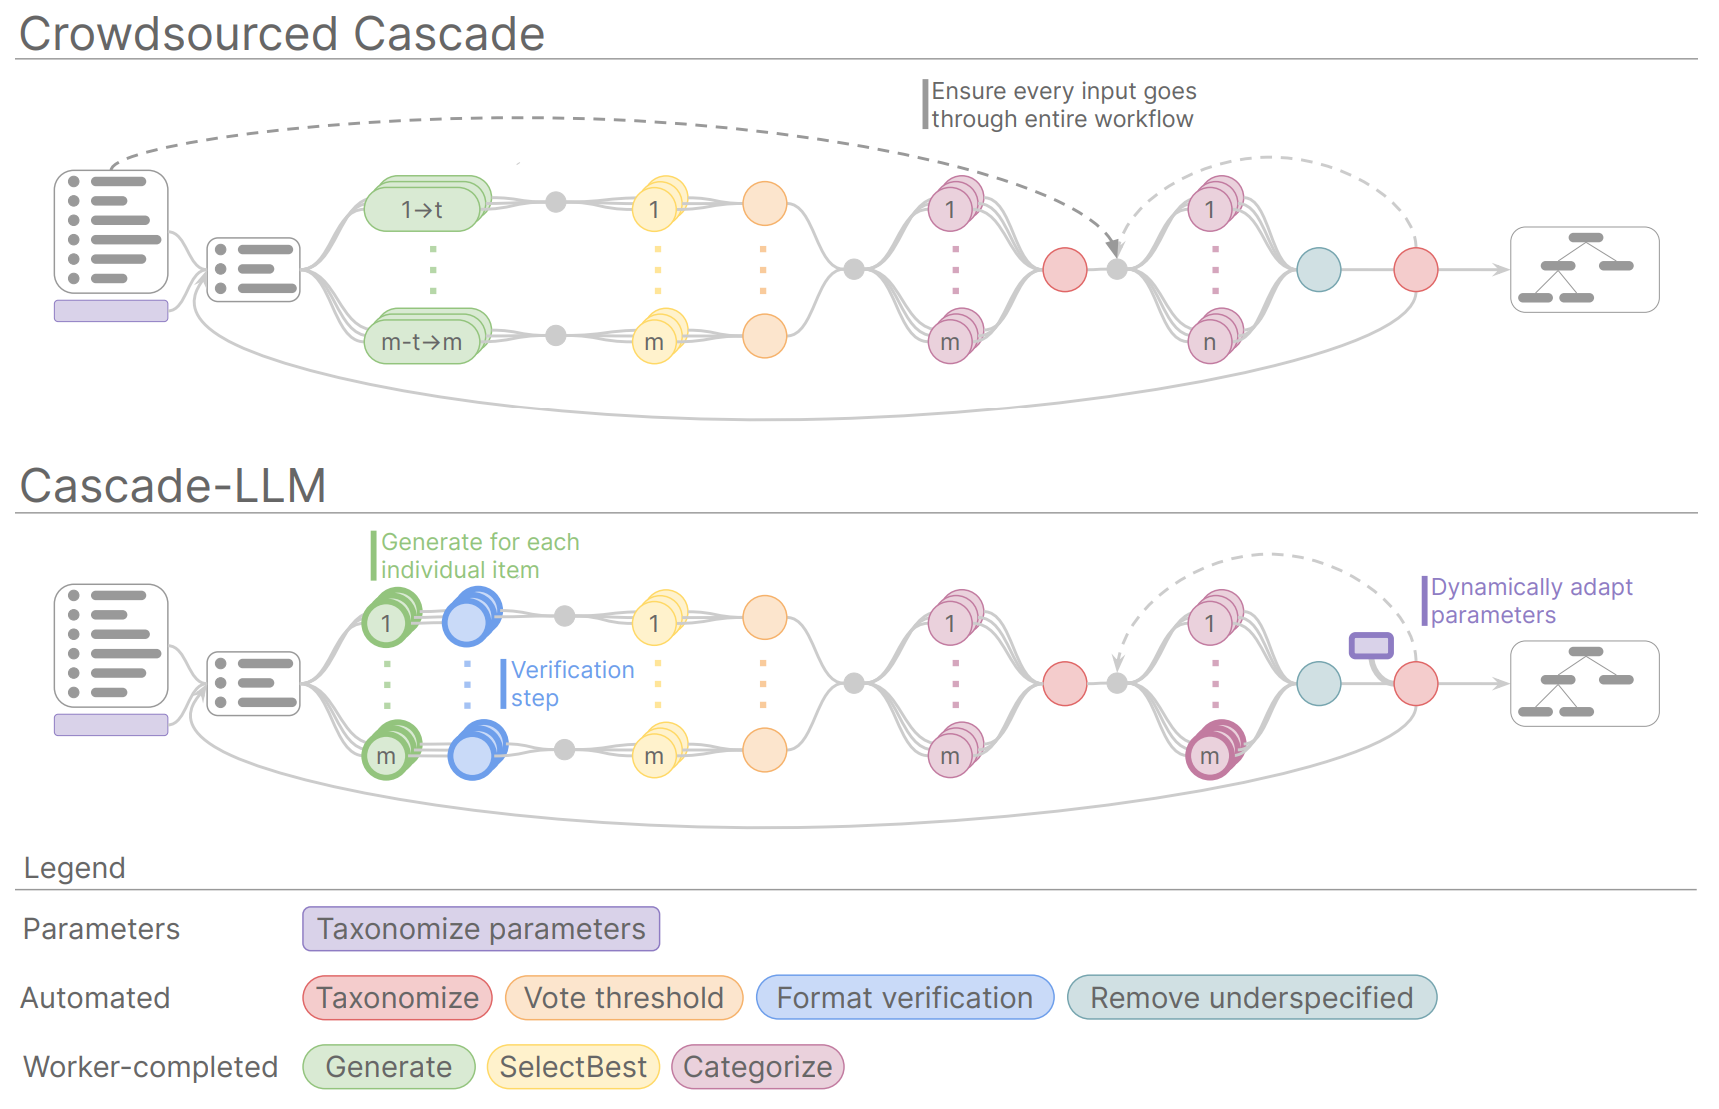 Crowdsourced Cascade
Ensure every input goes
through entire workflow
1→t
1
1
1
m-t→m
m
m
n
Cascade-LLM
Generate for each
individual item
Dynamically adapt
parameters
1
1
1
1
Verification
step
m
m
m
m
Legend
Parameters
Taxonomize parameters
Automated
Taxonomize
Vote threshold
Format verification
Remove underspecified
Worker-completed
Generate
SelectBest
Categorize